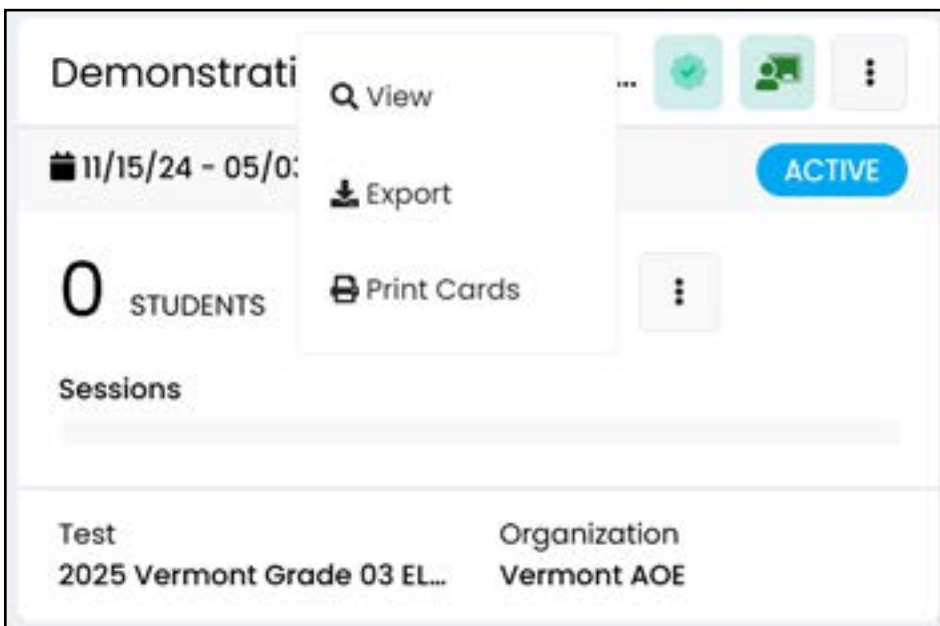 Demonstrati ...
View
11/15/24 - 05/0
ACTIVE
Export
0 STUDENTS
Print Cards
Sessions
Test
Organization
2025 Vermont Grade 03 EL...
Vermont AOE